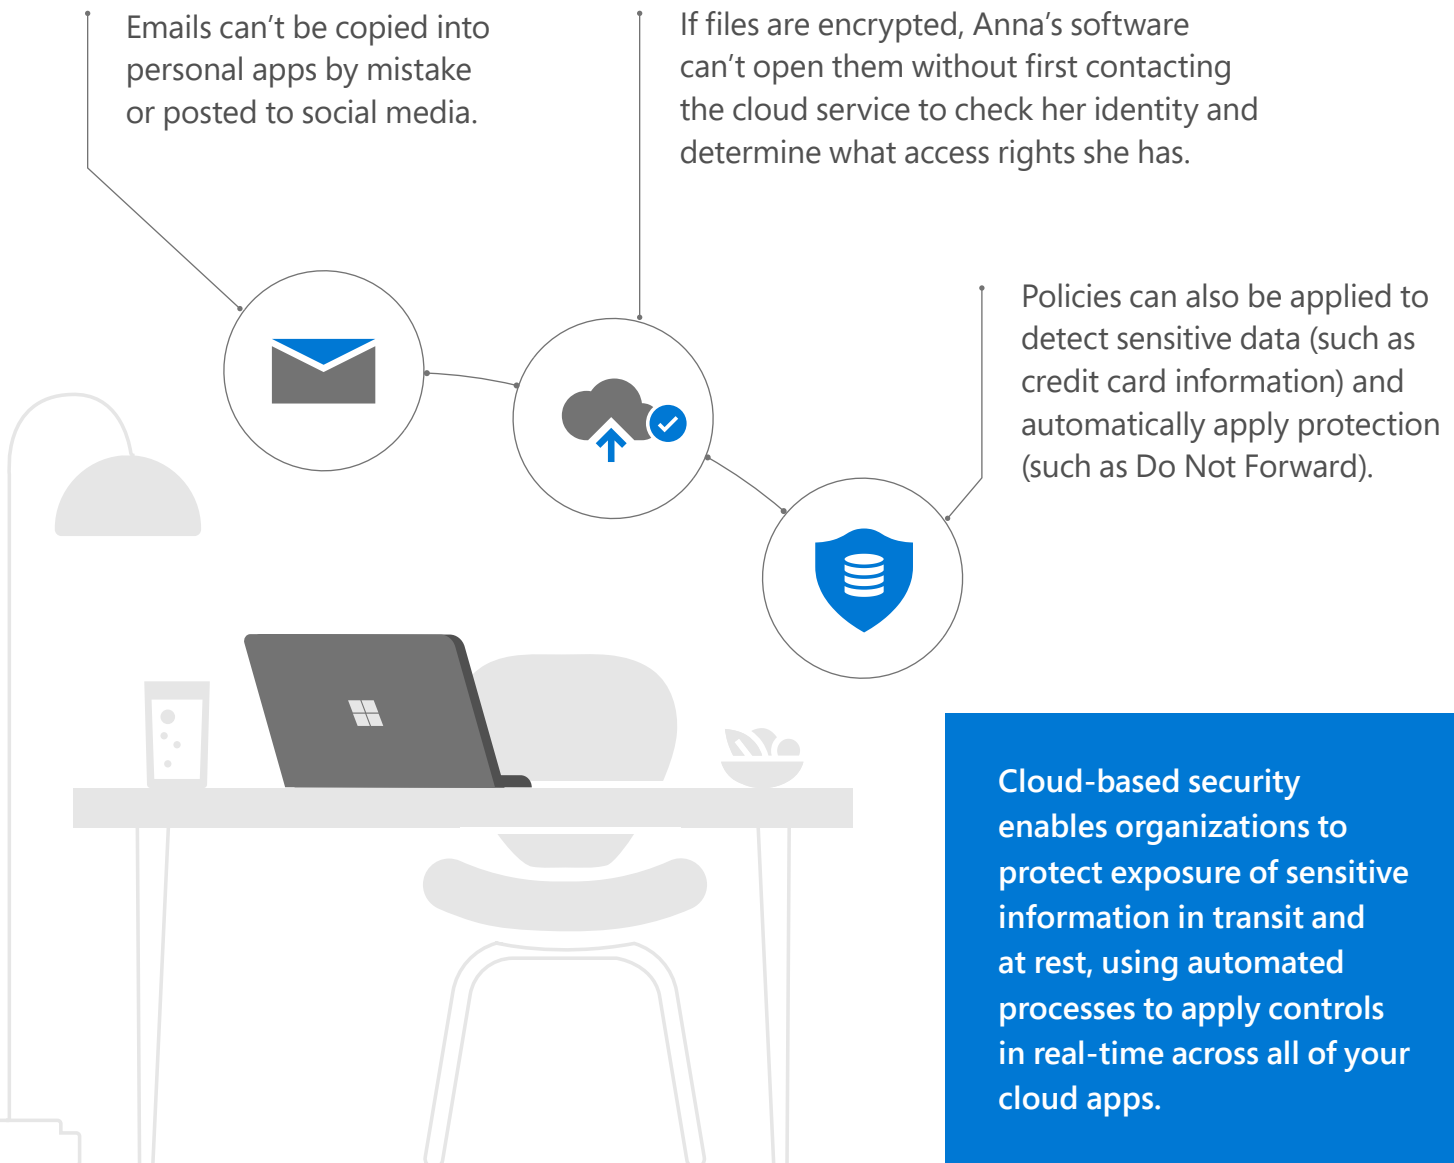 Emails can’t be copied into
personal apps by mistake
or posted to social media.
If files are encrypted, Anna’s software
can’t open them without first contacting
the cloud service to check her identity and
determine what access rights she has.
Policies can also be applied to
detect sensitive data (such as
credit card information) and
automatically apply protection
(such as Do Not Forward).
Cloud-based security
enables organizations to
protect exposure of sensitive
information in transit and
at rest, using automated
processes to apply controls
in real-time across all of your
cloud apps.